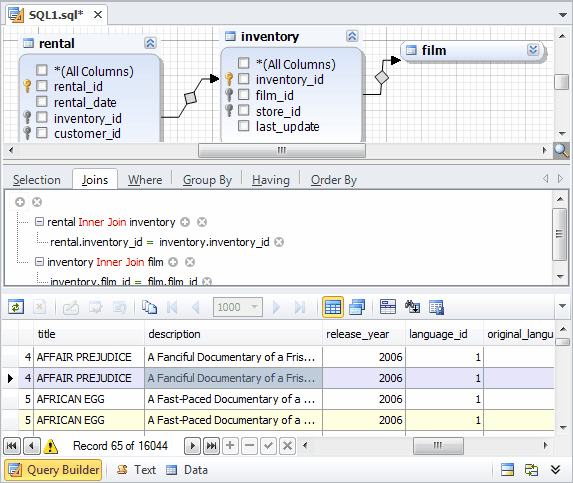 SQL1.sql*
rental
*(All Columns)
rental_id
rental_date
inventory_id
customer_id
inventory
*(All Columns)
inventory_id
film_id
store_id
last_update
film
Selection Joins Where Group By Having Order By
rental Inner Join inventory
rental.inventory_id = inventory.inventory_id
inventory Inner Join film
inventory.film_id = film.film_id
1000
title description release_year language_id original_langu
4 AFFAIR PREJUDICE A Fanciful Documentary of a Fris... 2006 1
4 AFFAIR PREJUDICE A Fanciful Documentary of a Fris... 2006 1
5 AFRICAN EGG A Fast-Paced Documentary of a ... 2006 1
5 AFRICAN EGG A Fast-Paced Documentary of a ... 2006 1
Record 65 of 16044
Query Builder Text Data